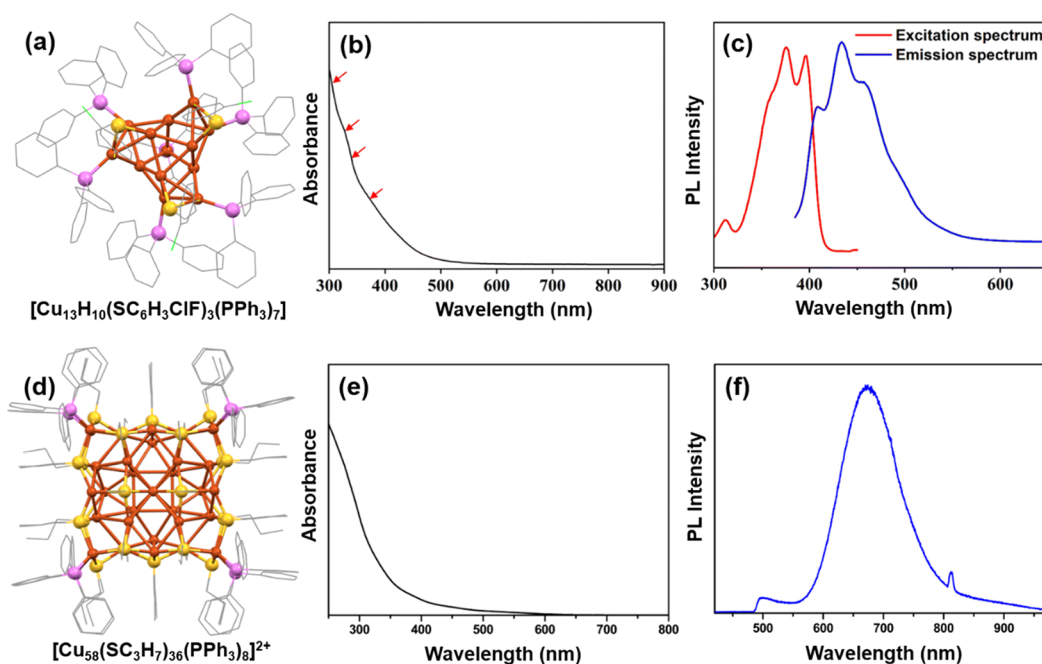 (a)
[Cu13H10(SC6H3ClF)3(PPh3)7]
(b)
Absorbance
300 400 500 600 700 800 900
Wavelength (nm)
(c)
Excitation spectrum
Emission spectrum
PL Intensity
300 400 500 600
Wavelength (nm)
(d)
[Cu58(SC3H7)36(PPh3)8]2+
(e)
Absorbance
300 400 500 600 700 800
Wavelength (nm)
(f)
PL Intensity
500 600 700 800 900
Wavelength (nm)